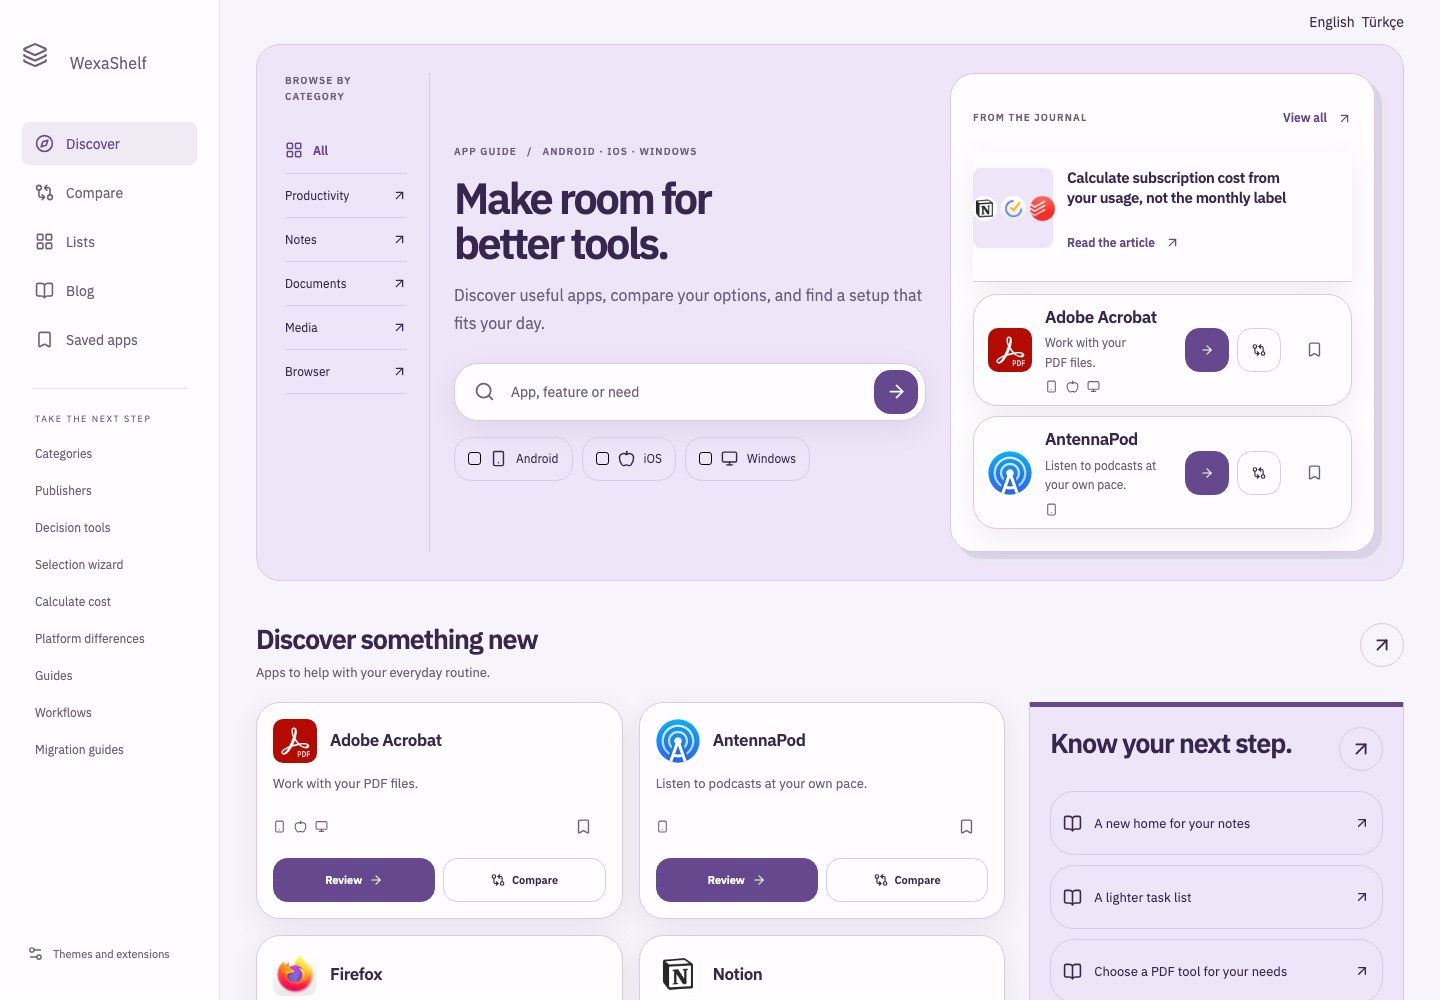 English Türkçe
WexaShelf
Discover
Compare
Lists
Blog
Saved apps
TAKE THE NEXT STEP
Categories
Publishers
Decision tools
Selection wizard
Calculate cost
Platform differences
Guides
Workflows
Migration guides
Themes and extensions
BROWSE BY
CATEGORY
All
Productivity
Notes
Documents
Media
Browser
APP GUIDE / ANDROID · IOS · WINDOWS
Make room for
better tools.
Discover useful apps, compare your options, and find a setup that
fits your day.
App, feature or need
Android
iOS
Windows
FROM THE JOURNAL
View all
Calculate subscription cost from
your usage, not the monthly label
Read the article
Adobe Acrobat
Work with your
PDF files.
PDF
AntennaPod
Listen to podcasts at
your own pace.
Discover something new
Apps to help with your everyday routine.
PDF
Adobe Acrobat
Work with your PDF files.
Review
Compare
AntennaPod
Listen to podcasts at your own pace.
Review
Compare
Firefox
Notion
Know your next step.
A new home for your notes
A lighter task list
Choose a PDF tool for your needs